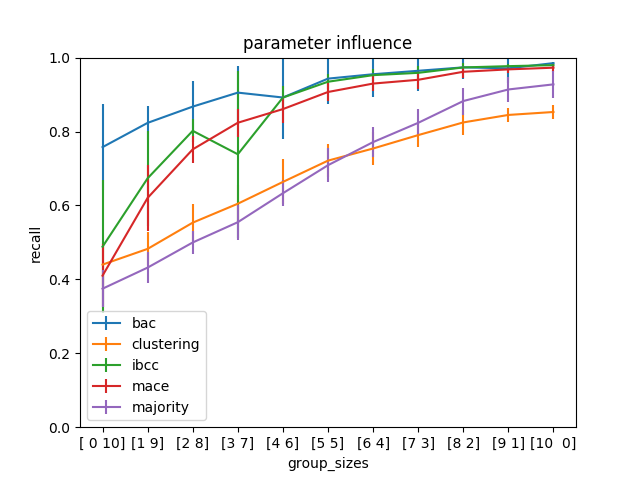 parameter influence
1.0
0.8
0.6
0.4
0.2
0.0
recall
bac
clustering
ibcc
mace
majority
[ 0 10] [1 9] [2 8] [3 7] [4 6] [5 5] [6 4] [7 3] [8 2] [9 1] [10  0]
group_sizes